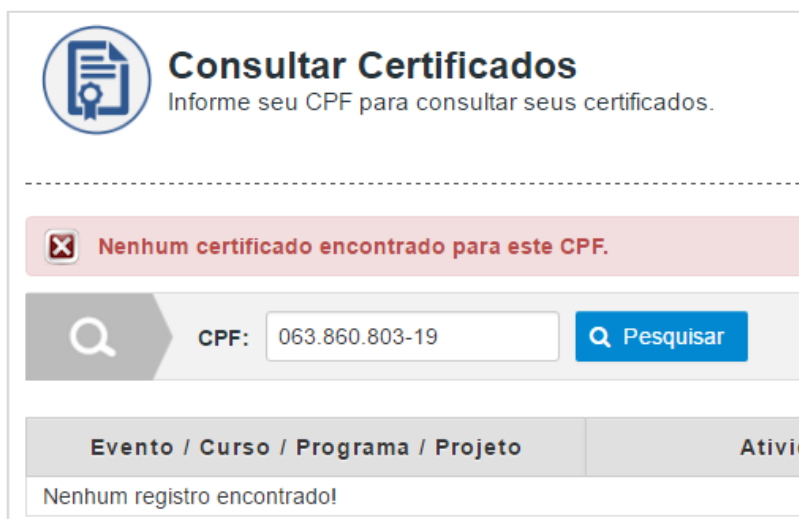 Consultar Certificados
Informe seu CPF para consultar seus certificados.
Nenhum certificado encontrado para este CPF.
CPF: 063.860.803-19 Pesquisar
Evento / Curso / Programa / Projeto Ativi
Nenhum registro encontrado!